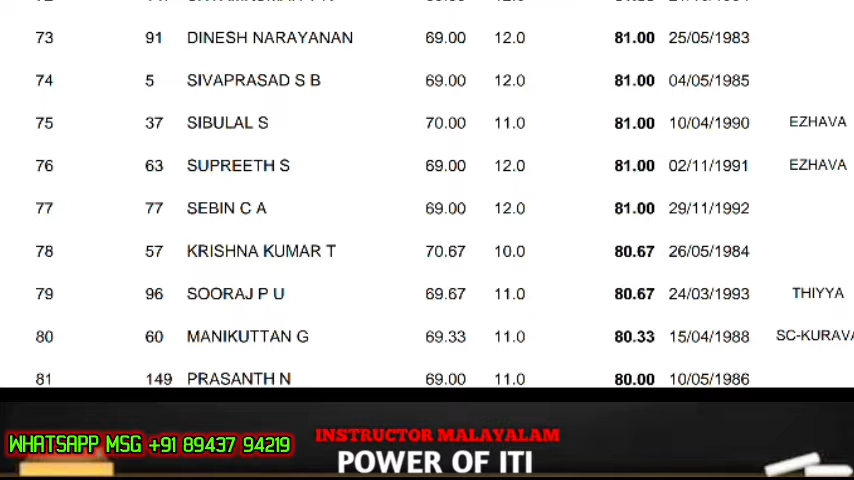 73 91 DINESH NARAYANAN 69.00 12.0 81.00 25/05/1983
74 5 SIVAPRASAD S B 69.00 12.0 81.00 04/05/1985
75 37 SIBULAL S 70.00 11.0 81.00 10/04/1990 EZHAVA
76 63 SUPREETH S 69.00 12.0 81.00 02/11/1991 EZHAVA
77 77 SEBIN C A 69.00 12.0 81.00 29/11/1992
78 57 KRISHNA KUMAR T 70.67 10.0 80.67 26/05/1984
79 96 SOORAJ P U 69.67 11.0 80.67 24/03/1993 THIYYA
80 60 MANIKUTTAN G 69.33 11.0 80.33 15/04/1988 SC-KURAVA
81 149 PRASANTH N 69.00 11.0 80.00 10/05/1986
WHATSAPP MSG +91 89437 94219
INSTRUCTOR MALAYALAM
POWER OF ITI